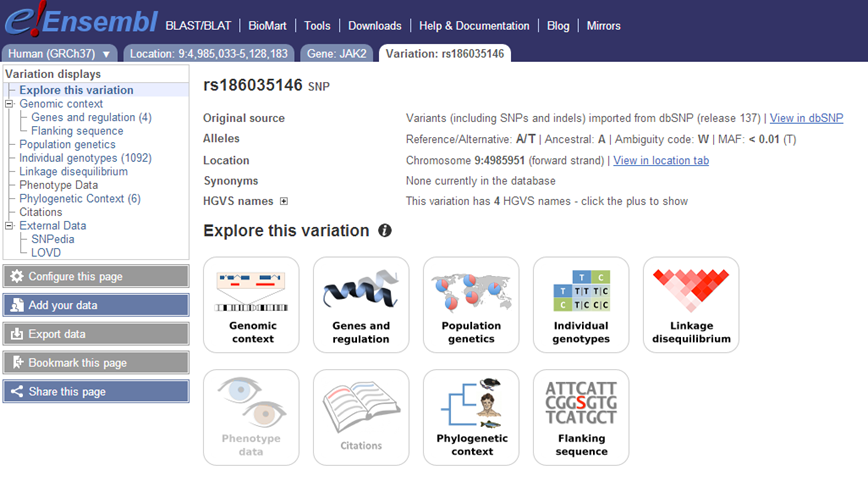 e!Ensembl BLAST/BLAT | BioMart | Tools | Downloads | Help & Documentation | Blog | Mirrors
Human (GRCh37) ▼ Location: 9:4,985,033-5,128,183 Gene: JAK2 Variation: rs186035146
Variation displays
Explore this variation
Genomic context
Genes and regulation (4)
Flanking sequence
Population genetics
Individual genotypes (1092)
Linkage disequilibrium
Phenotype Data
Phylogenetic Context (6)
Citations
External Data
SNPedia
LOVD
Configure this page
Add your data
Export data
Bookmark this page
Share this page
rs186035146 SNP
Original source Variants (including SNPs and indels) imported from dbSNP (release 137) | View in dbSNP
Alleles Reference/Alternative: A/T | Ancestral: A | Ambiguity code: W | MAF: < 0.01 (T)
Location Chromosome 9:4985951 (forward strand) | View in location tab
Synonyms None currently in the database
HGVS names This variation has 4 HGVS names - click the plus to show
Explore this variation i
Genomic
context
Genes and
regulation
Population
genetics
T C
T T T T|C
C T|C C|C
Individual
genotypes
Linkage
disequilibrium
Phenotype
data
Citations
Phylogenetic
context
ATTCATT
CGGSGTG
TCATGCT
Flanking
sequence